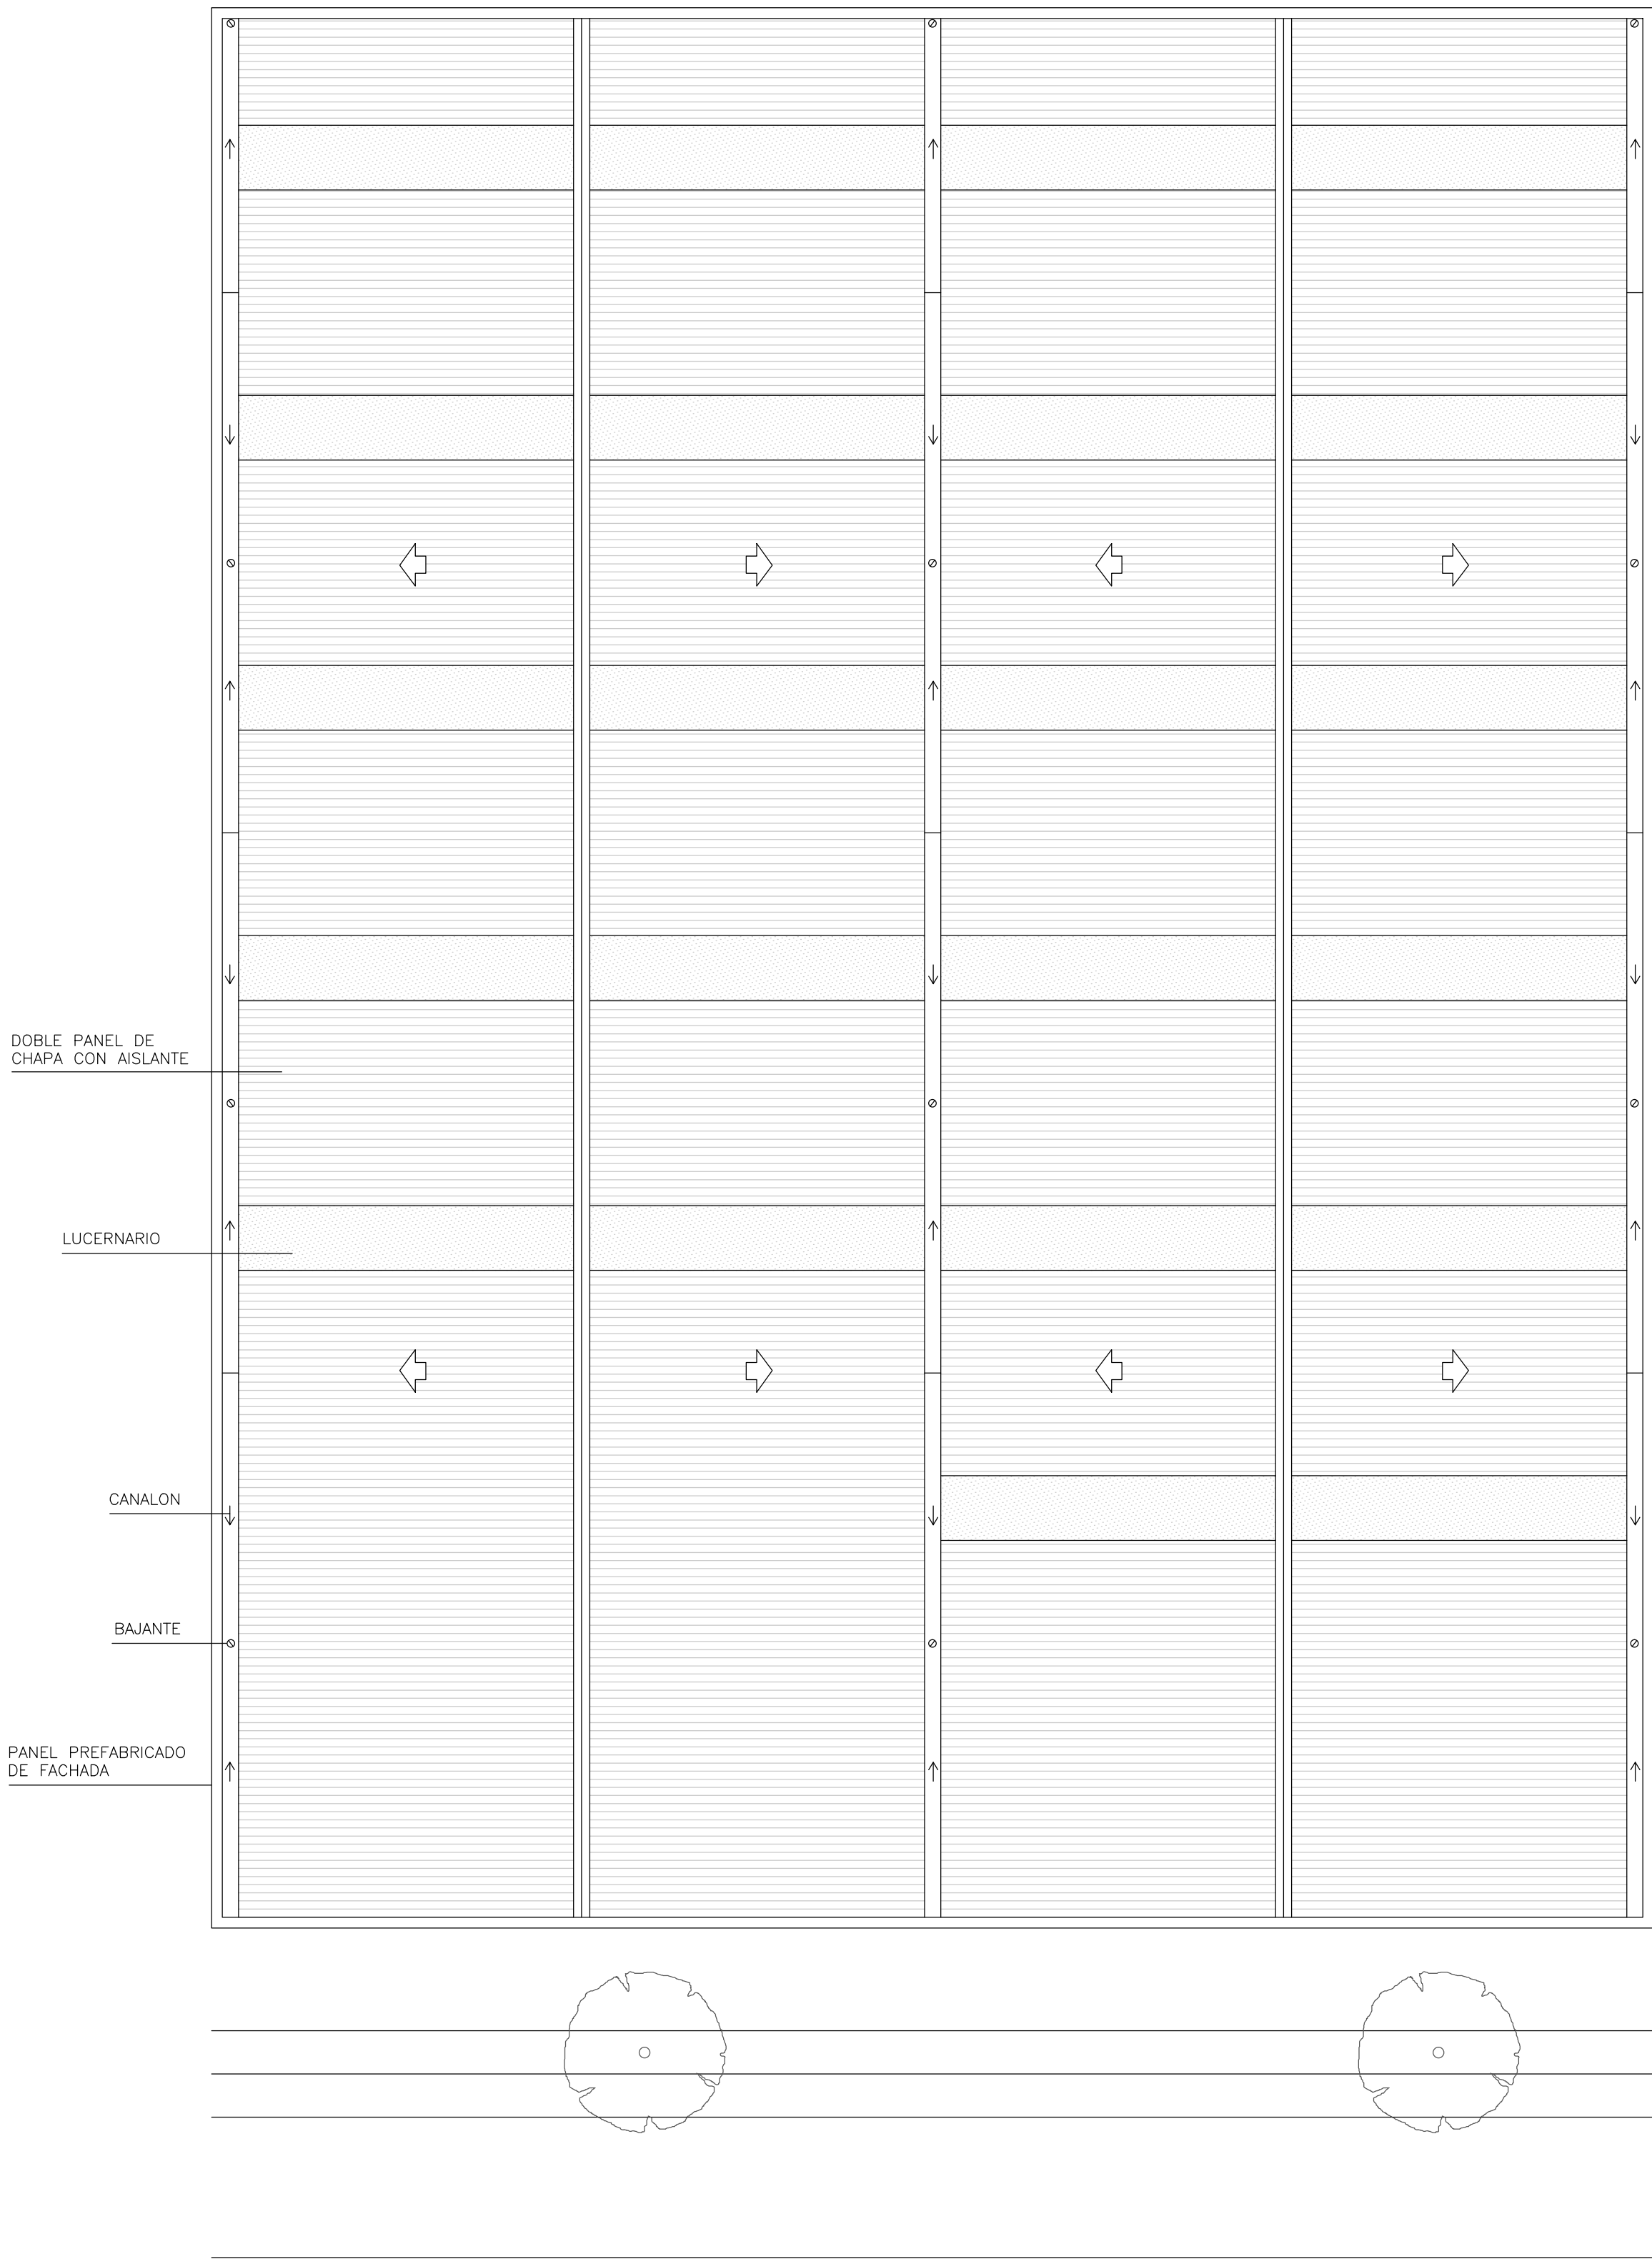 DOBLE PANEL DE
CHAPA CON AISLANTE
LUCERNARIO
CANALON
BAJANTE
PANEL PREFABRICADO
DE FACHADA